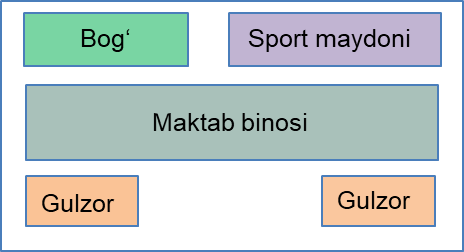 Bog‘
Sport maydoni
Maktab binosi
Gulzor
Gulzor